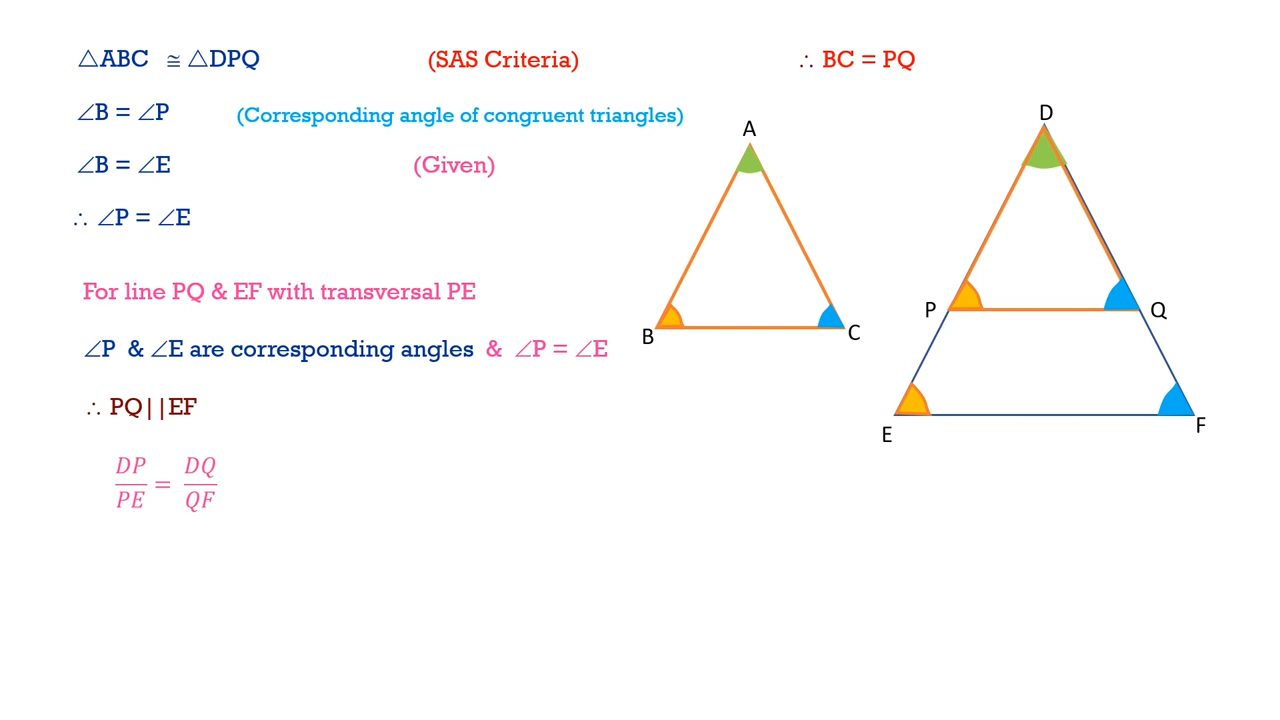 △ABC ≅ △DPQ (SAS Criteria) ∴ BC = PQ
∠B = ∠P (Corresponding angle of congruent triangles)
∠B = ∠E (Given)
∴ ∠P = ∠E
For line PQ & EF with transversal PE
∠P & ∠E are corresponding angles & ∠P = ∠E
∴ PQ||EF
DP/PE = DQ/QF
A
B
C
D
P
Q
E
F